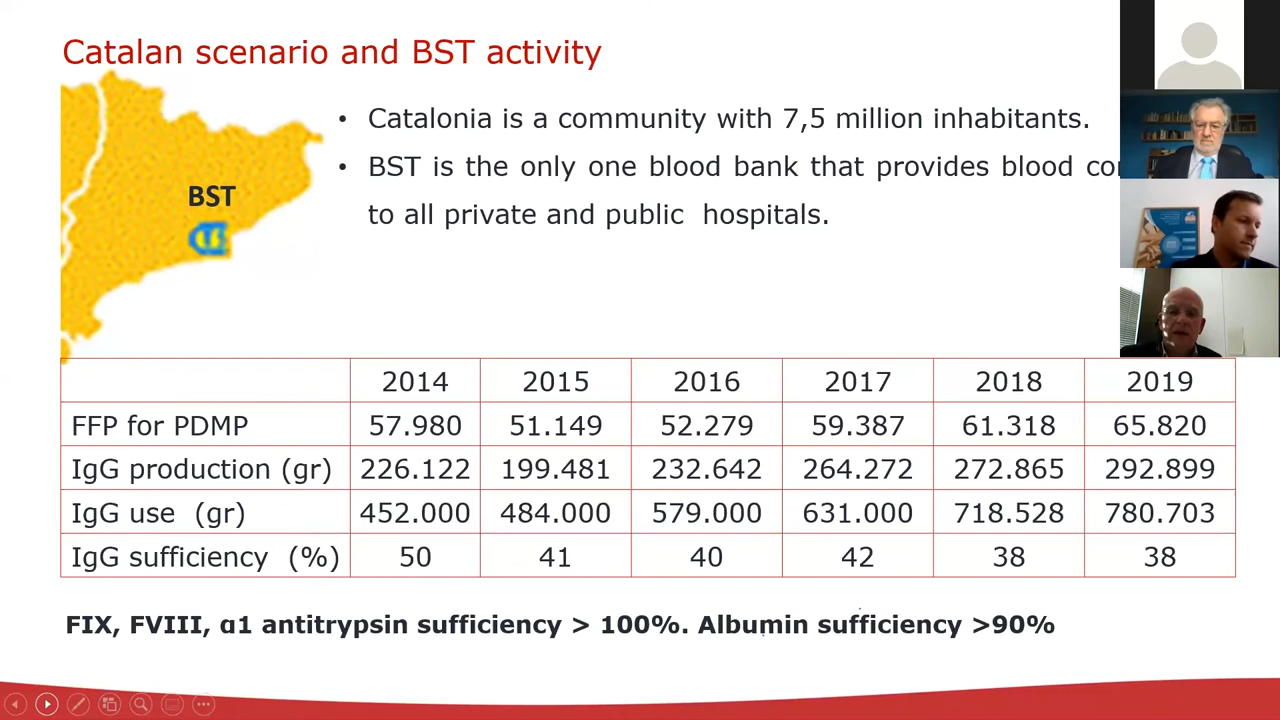 Catalan scenario and BST activity
• Catalonia is a community with 7,5 million inhabitants.
• BST is the only one blood bank that provides blood
to all private and public hospitals.
BST
2014 2015 2016 2017 2018 2019
FFP for PDMP 57.980 51.149 52.279 59.387 61.318 65.820
IgG production (gr) 226.122 199.481 232.642 264.272 272.865 292.899
IgG use (gr) 452.000 484.000 579.000 631.000 718.528 780.703
IgG sufficiency (%) 50 41 40 42 38 38
FIX, FVIII, α1 antitrypsin sufficiency > 100%. Albumin sufficiency >90%